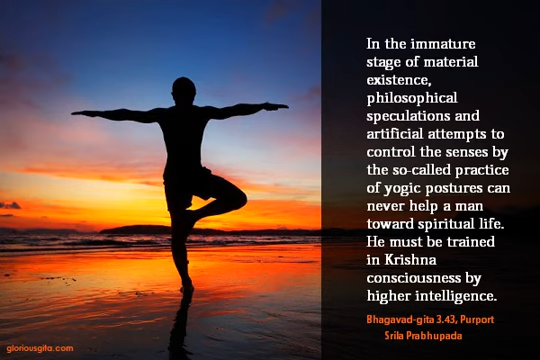 In the immature
stage of material
existence,
philosophical
speculations and
artificial attempts to
control the senses by
the so-called practice
of yogic postures can
never help a man
toward spiritual life.
He must be trained
in Krishna
consciousness by
higher intelligence.
Bhagavad-gita 3.43, Purport
Srila Prabhupada
gloriousgita.com